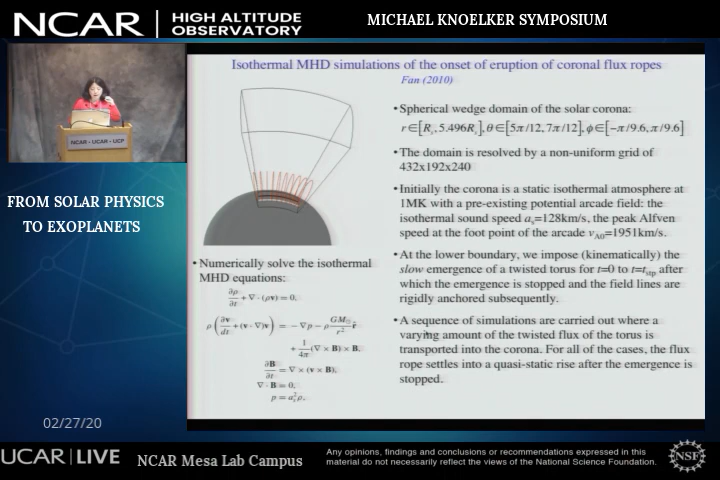 NCAR | HIGH ALTITUDE
OBSERVATORY
MICHAEL KNOELKER SYMPOSIUM
NCAR - UCAR - UCP
FROM SOLAR PHYSICS
TO EXOPLANETS
02/27/20
Isothermal MHD simulations of the onset of eruption of coronal flux ropes
Fan (2010)
• Numerically solve the isothermal
MHD equations:
∂ρ/∂t + ∇ · (ρv) = 0,
ρ(∂v/dt + (v · ∇)v) = −∇p − ρ GM⊙/r² r̂
+ 1/4π (∇ × B) × B,
∂B/∂t = ∇ × (v × B),
∇ · B = 0,
p = aₛ²ρ,
• Spherical wedge domain of the solar corona:
r ∈ [Rₛ, 5.496Rₛ], θ ∈ [5π/12, 7π/12], ϕ ∈ [−π/9.6, π/9.6]
• The domain is resolved by a non-uniform grid of
432x192x240
• Initially the corona is a static isothermal atmosphere at
1MK with a pre-existing potential arcade field: the
isothermal sound speed aₛ=128km/s, the peak Alfven
speed at the foot point of the arcade vA0=1951km/s.
• At the lower boundary, we impose (kinematically) the
slow emergence of a twisted torus for t=0 to t=tstp after
which the emergence is stopped and the field lines are
rigidly anchored subsequently.
• A sequence of simulations are carried out where a
varying amount of the twisted flux of the torus is
transported into the corona. For all of the cases, the flux
rope settles into a quasi-static rise after the emergence is
stopped.
UCAR | LIVE
NCAR Mesa Lab Campus
Any opinions, findings and conclusions or recommendations expressed in this
material do not necessarily reflect the views of the National Science Foundation.
NSF